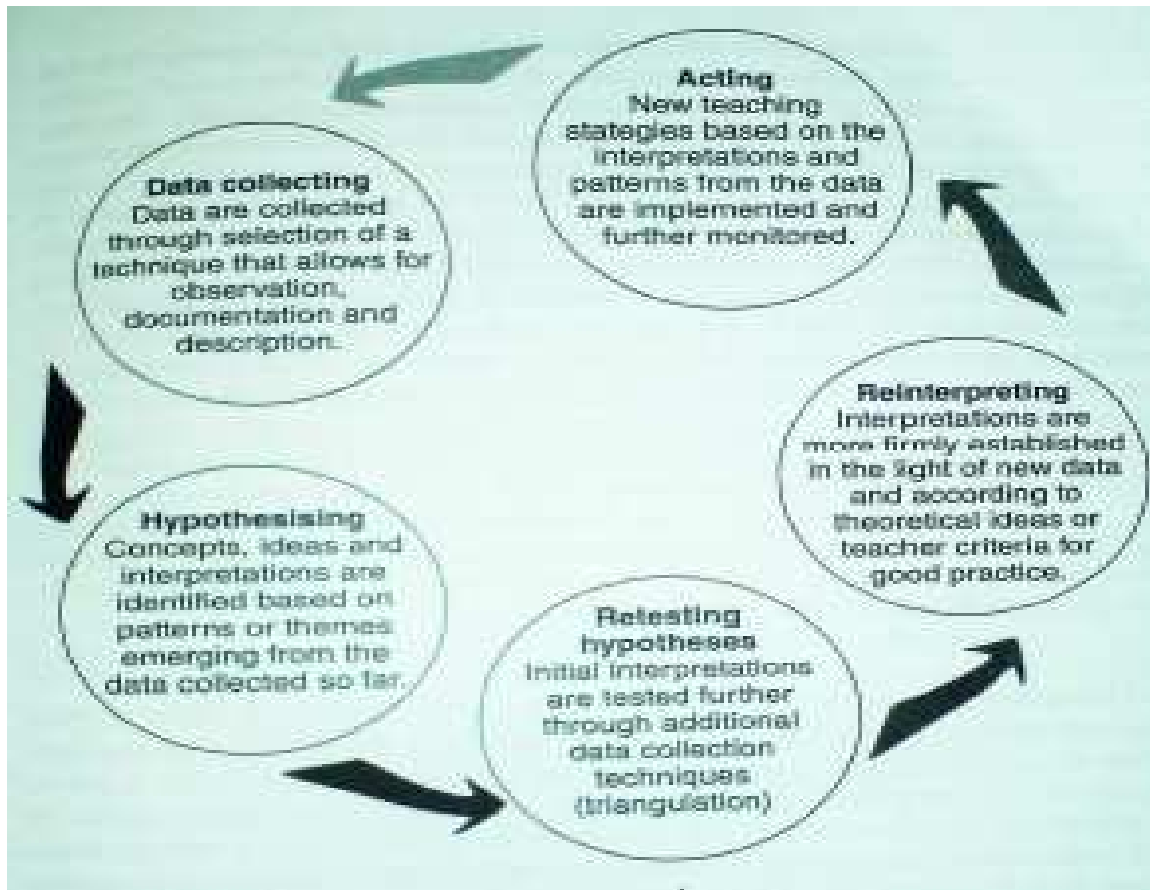 Acting
New teaching
stategies based on the
interpretations and
patterns from the data
are implemented and
further monitored.
Data collecting
Data are collected
through selection of a
technique that allows for
observation,
documentation and
description.
Hypothesising
Concepts, ideas and
interpretations are
identified based on
patterns or themes
emerging from the
data collected so far.
Retesting
hypotheses
Initial interpretations
are tested further
through additional
data collection
techniques
(triangulation)
Reinterpreting
Interpretations are
more firmly established
in the light of new data
and according to
theoretical ideas or
teacher criteria for
good practice.